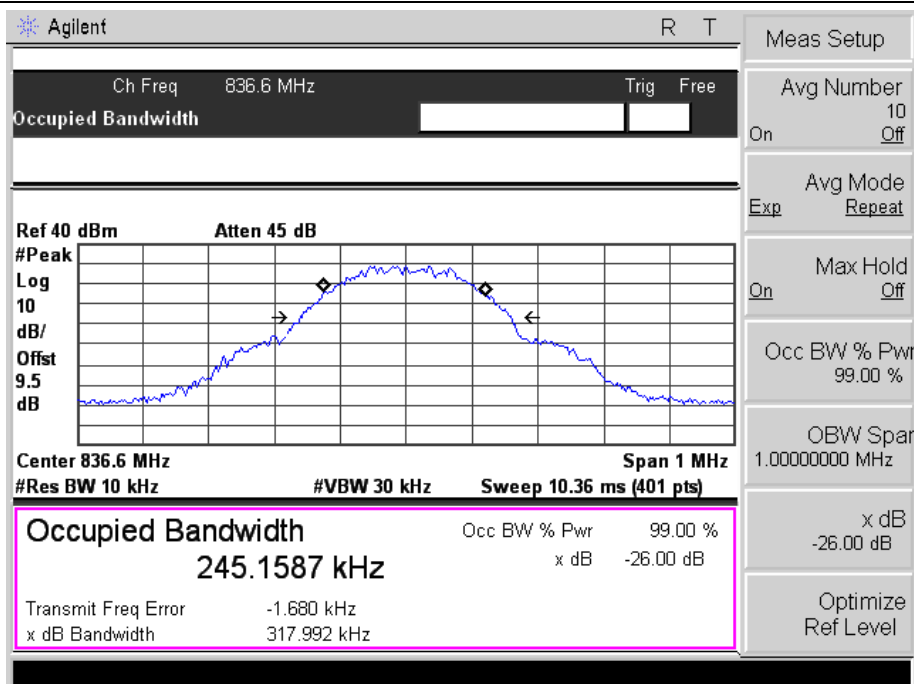 Agilent R T
Ch Freq 836.6 MHz Trig Free
Occupied Bandwidth
Ref 40 dBm Atten 45 dB
#Peak
Log
10
dB/
Offst
9.5
dB
Center 836.6 MHz Span 1 MHz
#Res BW 10 kHz #VBW 30 kHz Sweep 10.36 ms (401 pts)
Occupied Bandwidth
245.1587 kHz
Occ BW % Pwr 99.00 %
x dB -26.00 dB
Transmit Freq Error -1.680 kHz
x dB Bandwidth 317.992 kHz
Meas Setup
Avg Number
10
On Off
Avg Mode
Exp Repeat
Max Hold
On Off
Occ BW % Pwr
99.00 %
OBW Span
1.00000000 MHz
x dB
-26.00 dB
Optimize
Ref Level